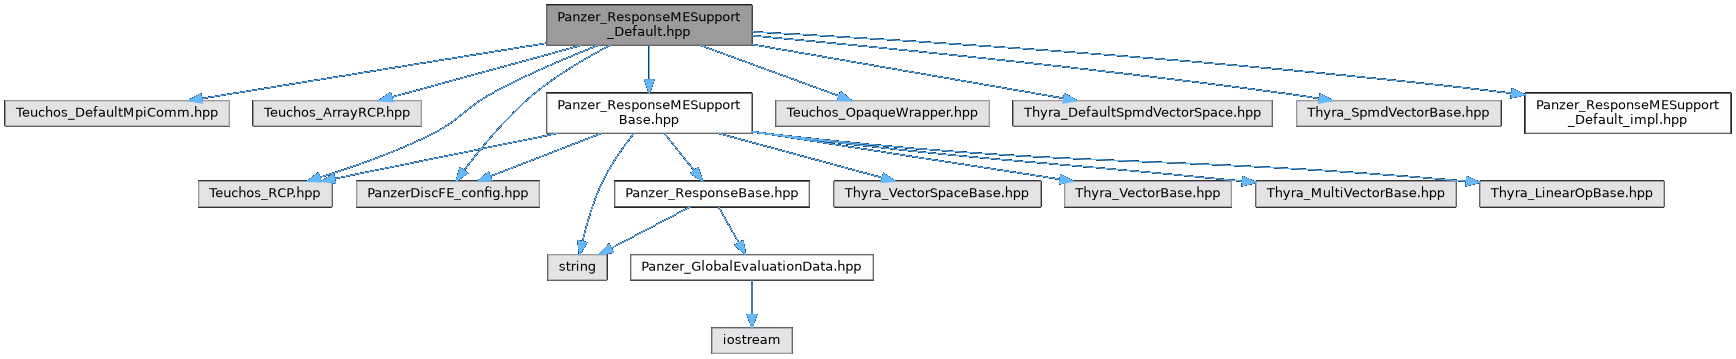 Panzer_ResponseMESupport
_Default.hpp
Teuchos_DefaultMpiComm.hpp
Teuchos_ArrayRCP.hpp
Panzer_ResponseMESupport
Base.hpp
Teuchos_OpaqueWrapper.hpp
Thyra_DefaultSpmdVectorSpace.hpp
Thyra_SpmdVectorBase.hpp
Panzer_ResponseMESupport
_Default_impl.hpp
Teuchos_RCP.hpp
PanzerDiscFE_config.hpp
Panzer_ResponseBase.hpp
Thyra_VectorSpaceBase.hpp
Thyra_VectorBase.hpp
Thyra_MultiVectorBase.hpp
Thyra_LinearOpBase.hpp
string
Panzer_GlobalEvaluationData.hpp
iostream